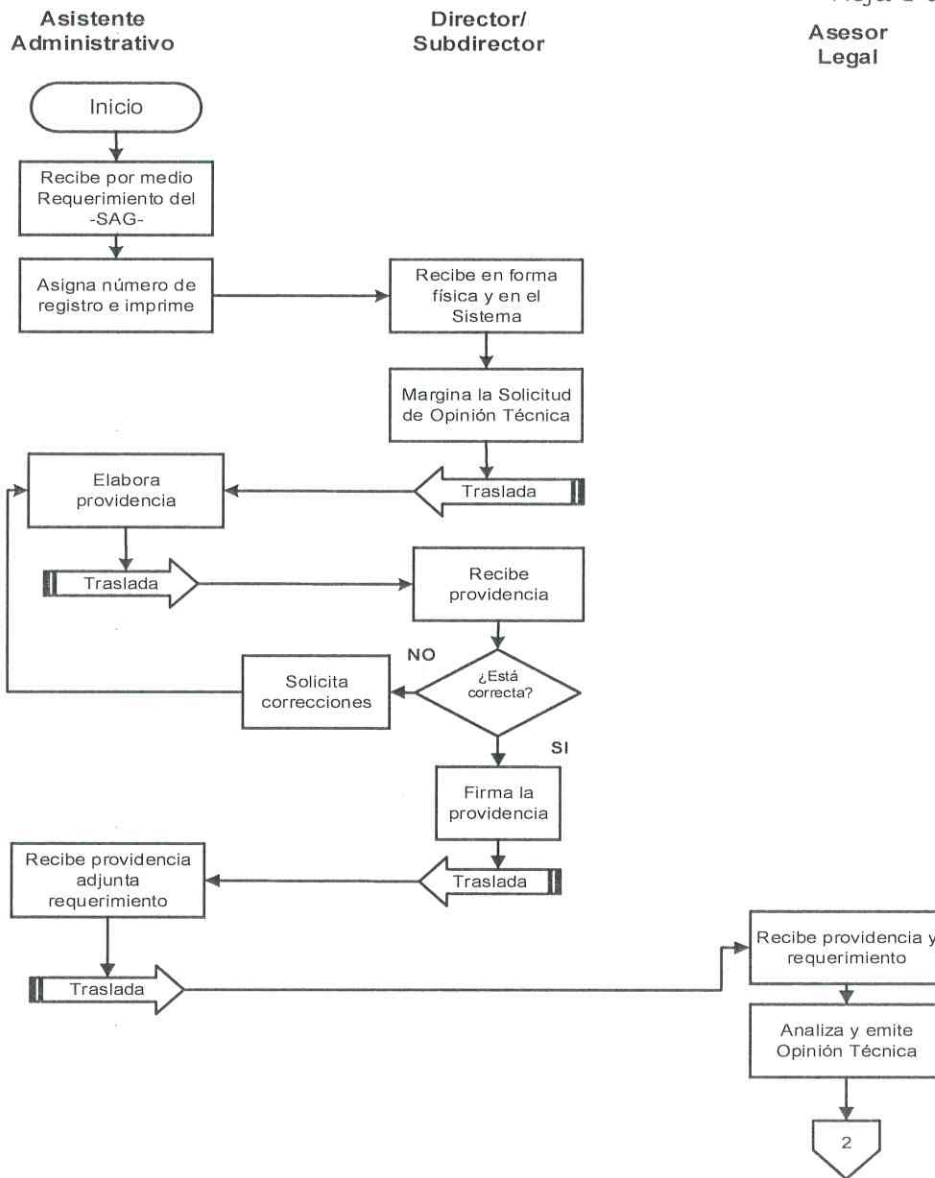 Asistente
Administrativo
Director/
Subdirector
Asesor
Legal
Inicio
Recibe por medio
Requerimiento del
-SAG-
Asigna número de
registro e imprime
Recibe en forma
física y en el
Sistema
Margina la Solicitud
de Opinión Técnica
Traslada
Elabora
providencia
Traslada
Recibe
providencia
¿Está
correcta?
NO
Solicita
correcciones
SI
Firma la
providencia
Traslada
Recibe providencia
adjunta
requerimiento
Traslada
Recibe providencia y
requerimiento
Analiza y emite
Opinión Técnica
2